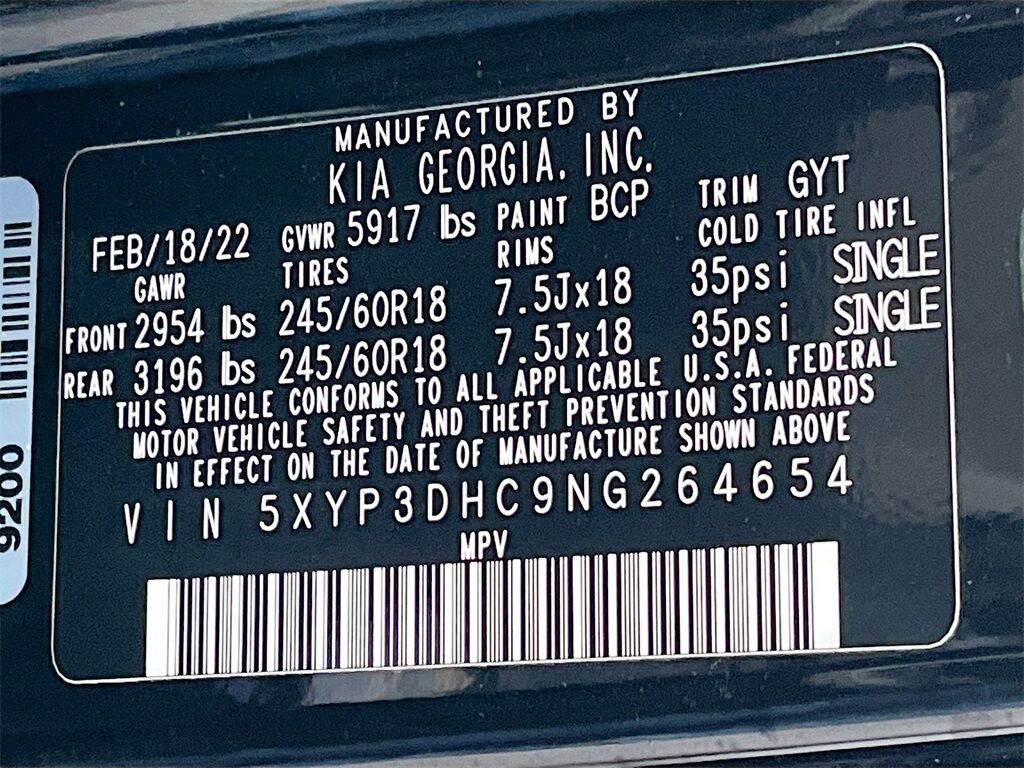 MANUFACTURED BY
KIA GEORGIA, INC.
FEB/18/22 GVWR 5917 lbs PAINT BCP TRIM GYT
GAWR TIRES RIMS COLD TIRE INFL
FRONT 2954 lbs 245/60R18 7.5Jx18 35psi SINGLE
REAR 3196 lbs 245/60R18 7.5Jx18 35psi SINGLE
THIS VEHICLE CONFORMS TO ALL APPLICABLE U.S.A. FEDERAL
MOTOR VEHICLE SAFETY AND THEFT PREVENTION STANDARDS
IN EFFECT ON THE DATE OF MANUFACTURE SHOWN ABOVE
VIN 5XYP3DHC9NG264654
MPV
9200